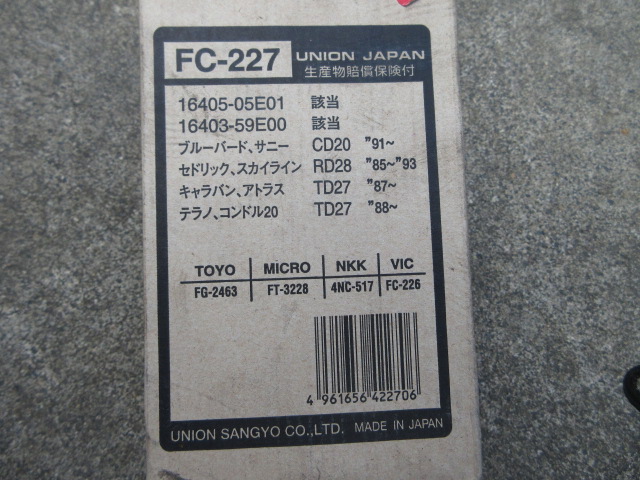 FC-227 UNION JAPAN
生産物賠償保険付
16405-05E01 該当
16403-59E00 該当
ブルーバード、サニー CD20 ”91~
セドリック、スカイライン RD28 ”85~”93
キャラバン、アトラス TD27 ”87~
テラノ、コンドル20 TD27 ”88~
TOYO MICRO NKK VIC
FG-2463 FT-3228 4NC-517 FC-226
4 961656 422706
UNION SANGYO CO.,LTD. MADE IN JAPAN